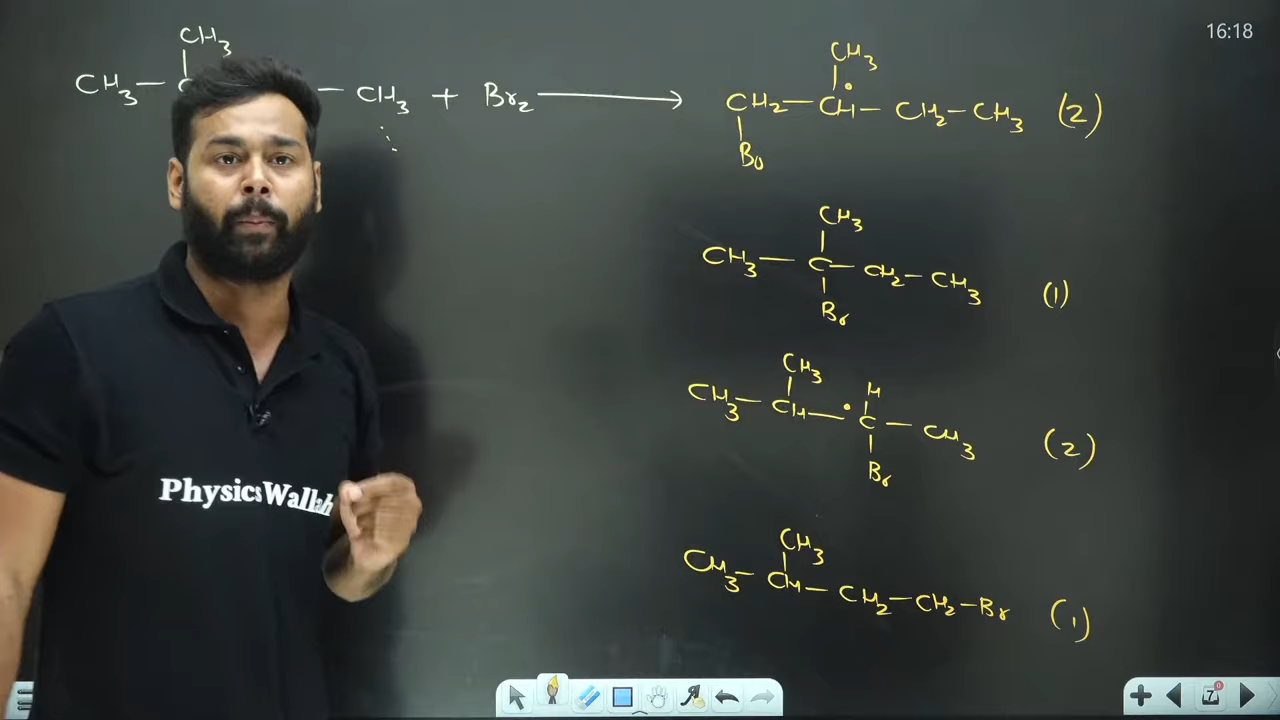 16:18
CH3
CH3 — C — CH3 + Br2 ⟶
CH3
CH2 — CH — CH2 — CH3 (2)
Br
CH3
CH3 — C — CH2 — CH3 (1)
Br
CH3 H
CH3 — CH — C — CH3 (2)
Br
CH3
CH3 — CH — CH2 — CH2 — Br (1)
PhysicsWallah
7